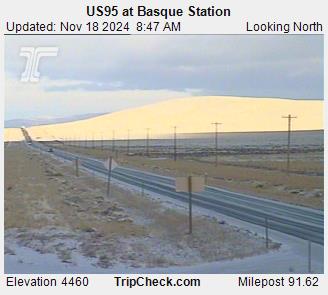 US95 at Basque Station
Updated: Nov 18 2024 8:47 AM Looking North
Elevation 4460 TripCheck.com Milepost 91.62